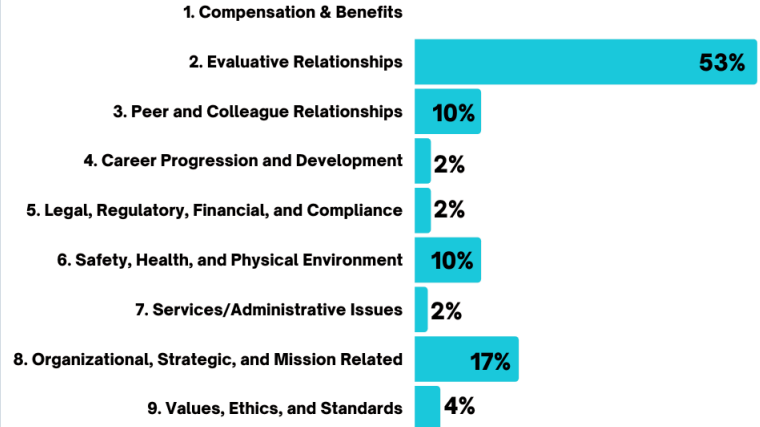 1. Compensation & Benefits
2. Evaluative Relationships 53%
3. Peer and Colleague Relationships 10%
4. Career Progression and Development 2%
5. Legal, Regulatory, Financial, and Compliance 2%
6. Safety, Health, and Physical Environment 10%
7. Services/Administrative Issues 2%
8. Organizational, Strategic, and Mission Related 17%
9. Values, Ethics, and Standards 4%